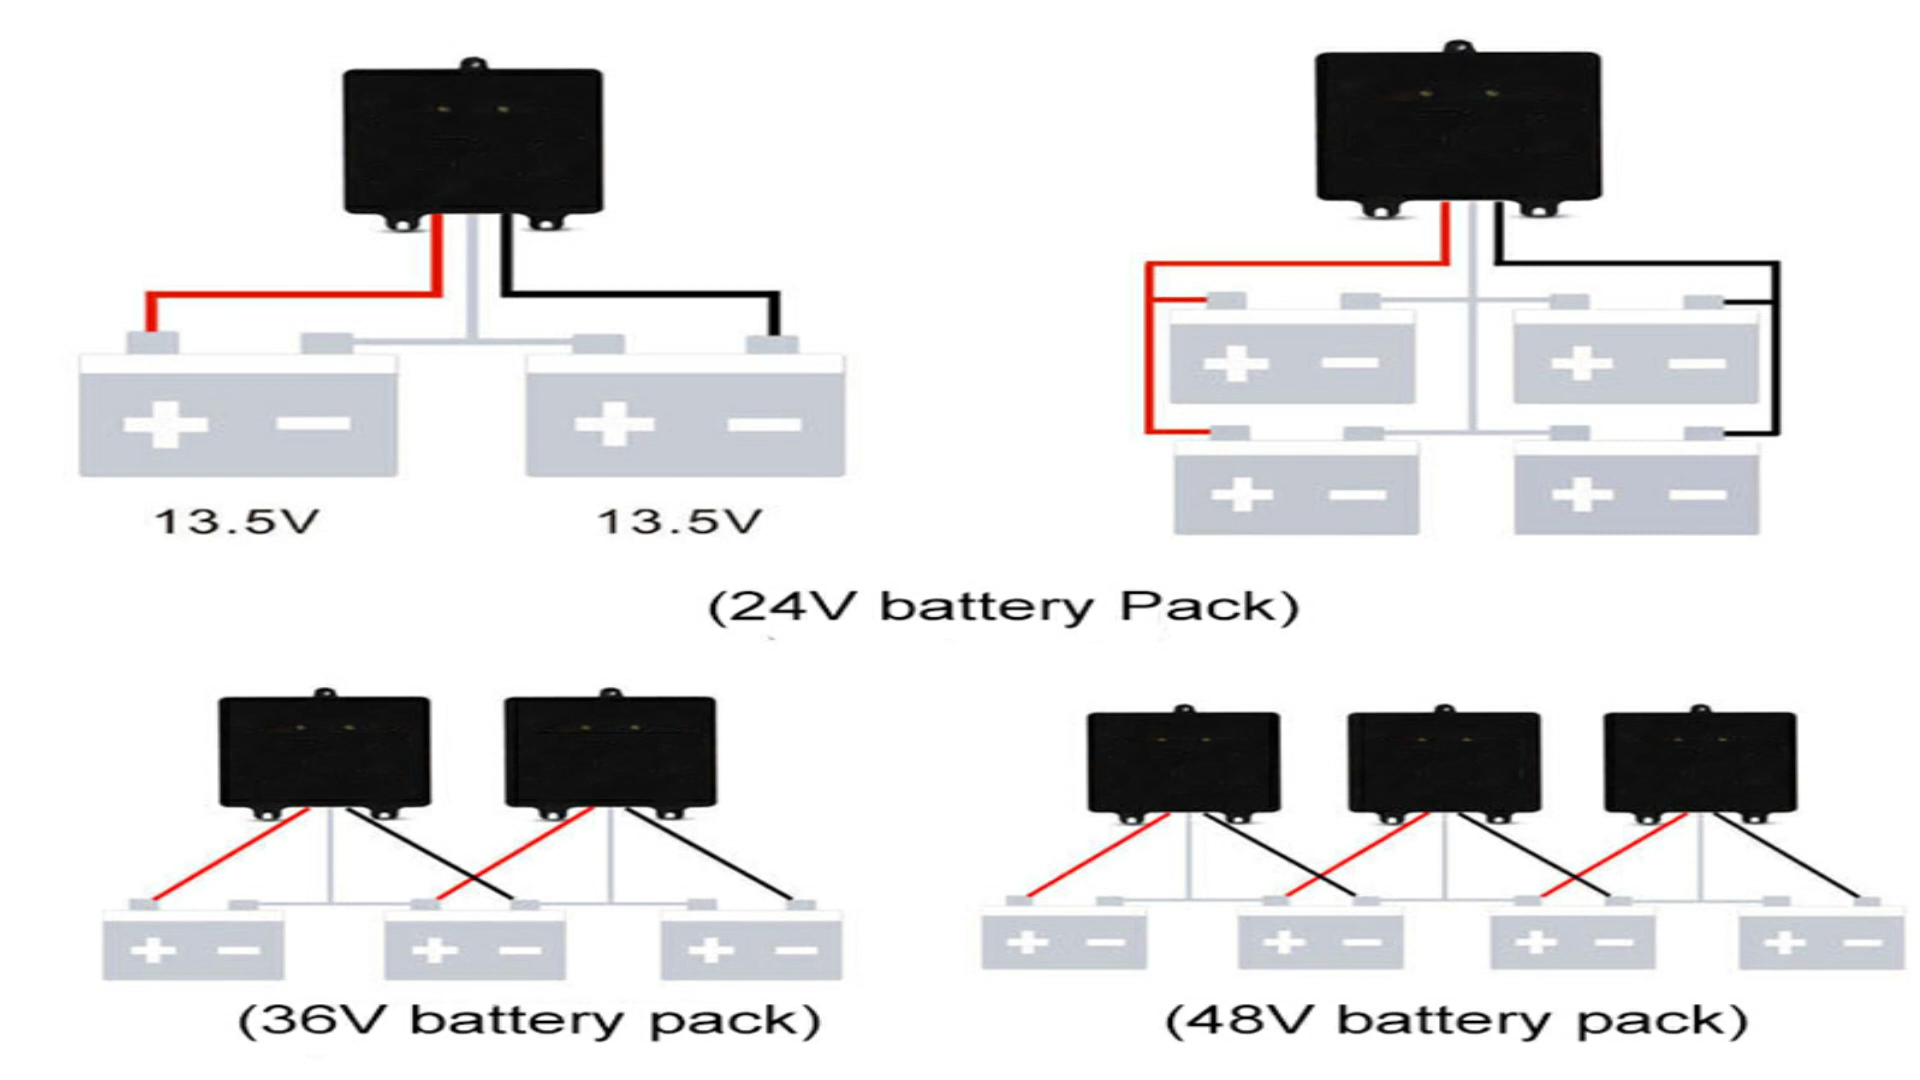 13.5V 13.5V
(24V battery Pack)
(36V battery pack) (48V battery pack)